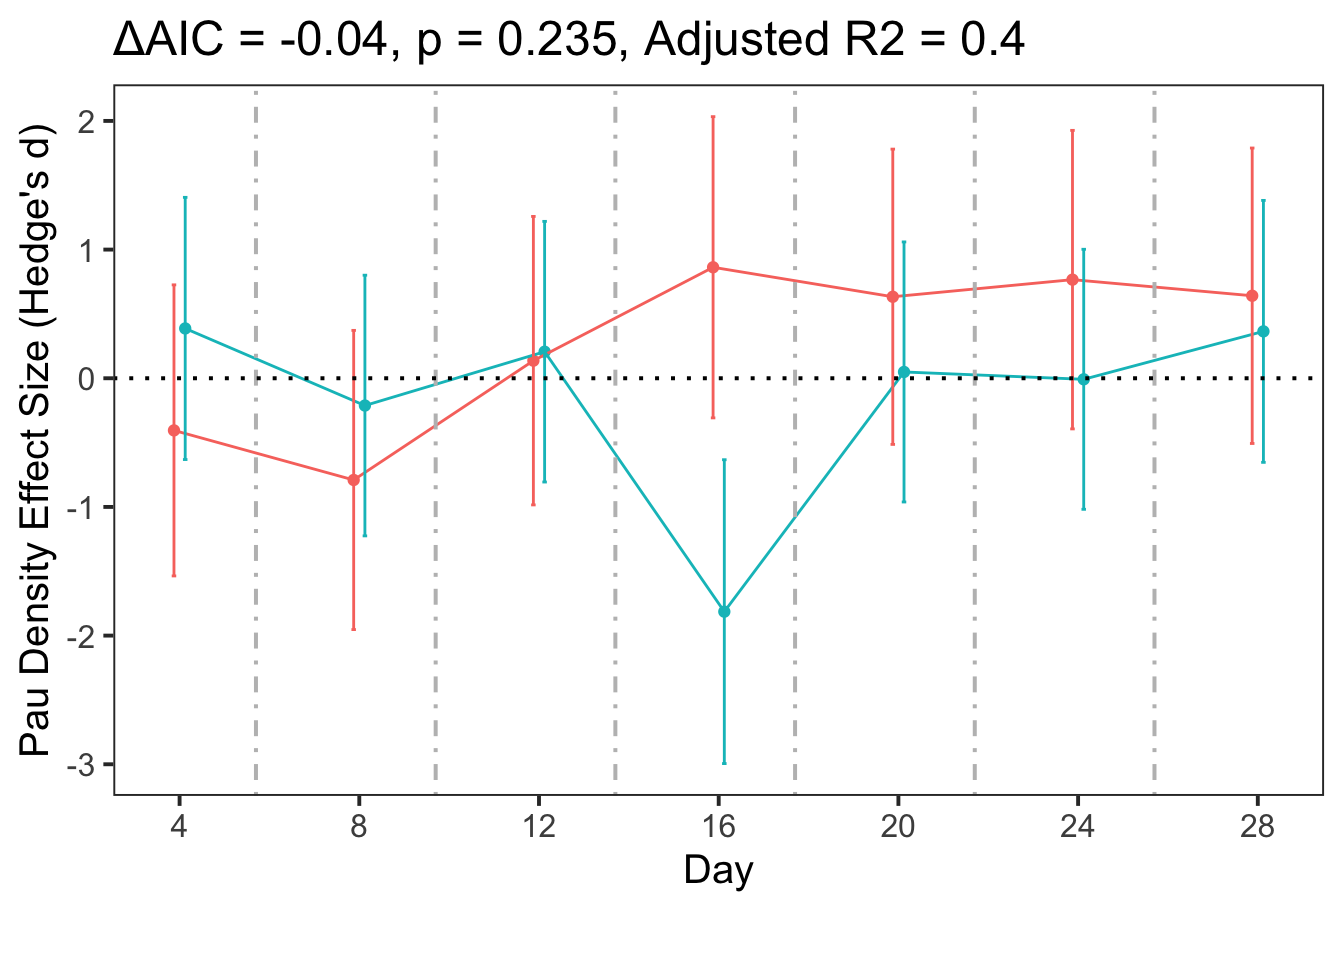 ΔAIC = -0.04, p = 0.235, Adjusted R2 = 0.4
Pau Density Effect Size (Hedge's d)
2
1
0
-1
-2
-3
4 8 12 16 20 24 28
Day